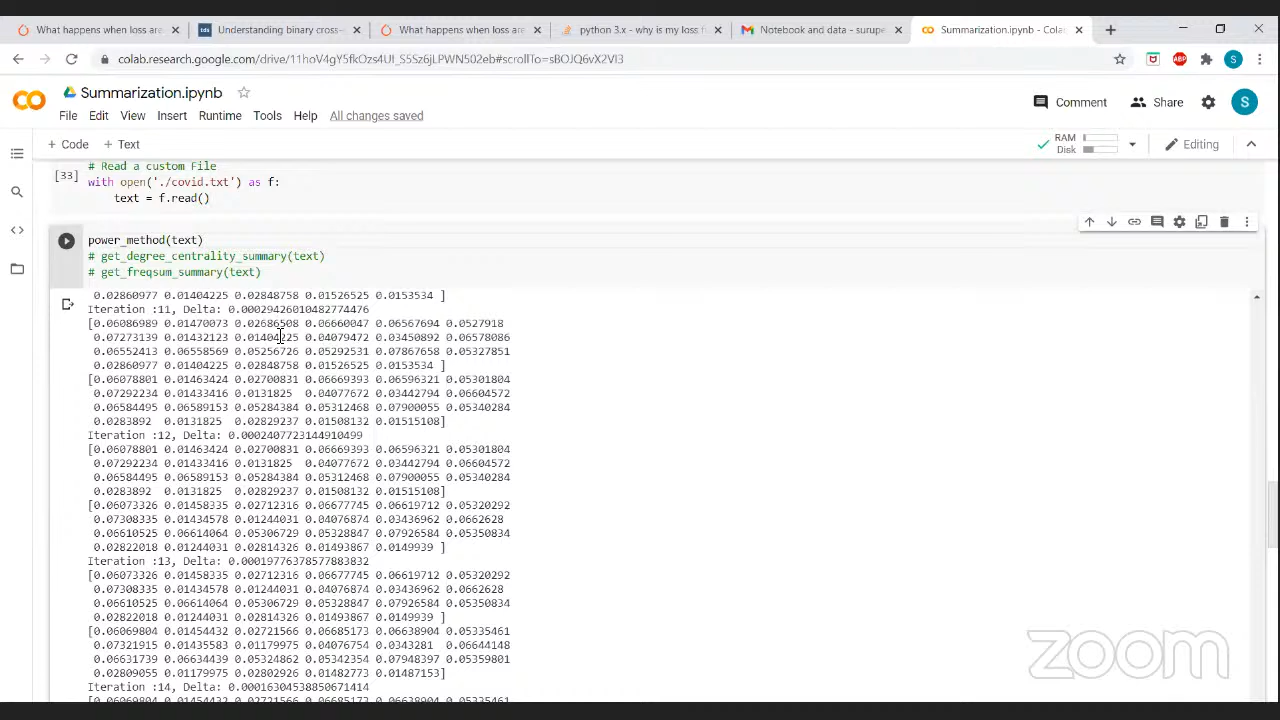 What happens when loss are
Understanding binary cross-
What happens when loss are
python 3.x - why is my loss f
Notebook and data - surupe
Summarization.ipynb - Colab
Summarization.ipynb
Comment
Share
S
File Edit View Insert Runtime Tools Help All changes saved
+ Code + Text
RAM
Disk
Editing
# Read a custom File
[33]
with open('./covid.txt') as f:
text = f.read()
power_method(text)
# get_degree_centrality_summary(text)
# get_freqsum_summary(text)
0.02860977 0.01404225 0.02848758 0.01526525 0.0153534 ]
Iteration :11, Delta: 0.00029426010482774476
[0.06086989 0.01470073 0.02686508 0.06660047 0.06567694 0.0527918
0.07273139 0.01432123 0.01404225 0.04079472 0.03450892 0.06578086
0.06552413 0.06558569 0.05256726 0.05292531 0.07867658 0.05327851
0.02860977 0.01404225 0.02848758 0.01526525 0.0153534 ]
[0.06078801 0.01463424 0.02700831 0.06669393 0.06596321 0.05301804
0.07292234 0.01433416 0.0131825 0.04077672 0.03442794 0.06604572
0.06584495 0.06589153 0.05284384 0.05312468 0.07900055 0.05340284
0.0283892 0.0131825 0.02829237 0.01508132 0.01515108]
Iteration :12, Delta: 0.0002407723144910499
[0.06078801 0.01463424 0.02700831 0.06669393 0.06596321 0.05301804
0.07292234 0.01433416 0.0131825 0.04077672 0.03442794 0.06604572
0.06584495 0.06589153 0.05284384 0.05312468 0.07900055 0.05340284
0.0283892 0.0131825 0.02829237 0.01508132 0.01515108]
[0.06073326 0.01458335 0.02712316 0.06677745 0.06619712 0.05320292
0.07308335 0.01434578 0.01244031 0.04076874 0.03436962 0.0662628
0.06610525 0.06614064 0.05306729 0.05328847 0.07926584 0.05350834
0.02822018 0.01244031 0.02814326 0.01493867 0.0149939 ]
Iteration :13, Delta: 0.00019776378577883832
[0.06073326 0.01458335 0.02712316 0.06677745 0.06619712 0.05320292
0.07308335 0.01434578 0.01244031 0.04076874 0.03436962 0.0662628
0.06610525 0.06614064 0.05306729 0.05328847 0.07926584 0.05350834
0.02822018 0.01244031 0.02814326 0.01493867 0.0149939 ]
[0.06069804 0.01454432 0.02721566 0.06685173 0.06638904 0.05335461
0.07321915 0.01435583 0.01179975 0.04076754 0.0343281 0.06644148
0.06631739 0.06634439 0.05324862 0.05342354 0.07948397 0.05359801
0.02809055 0.01179975 0.02802926 0.01482773 0.01487153]
Iteration :14, Delta: 0.00016304538850671414
[0.06069804 0.01454432 0.02721566 0.06685173 0.06638904 0.05335461
zoom